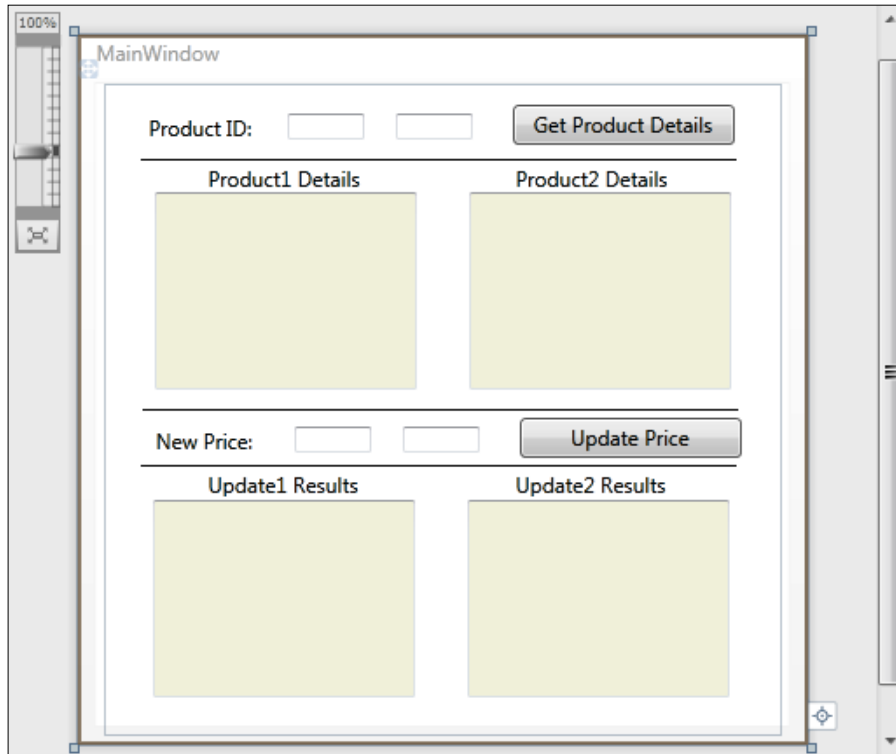 100%
MainWindow
Product ID:
Get Product Details
Product1 Details
Product2 Details
New Price:
Update Price
Update1 Results
Update2 Results